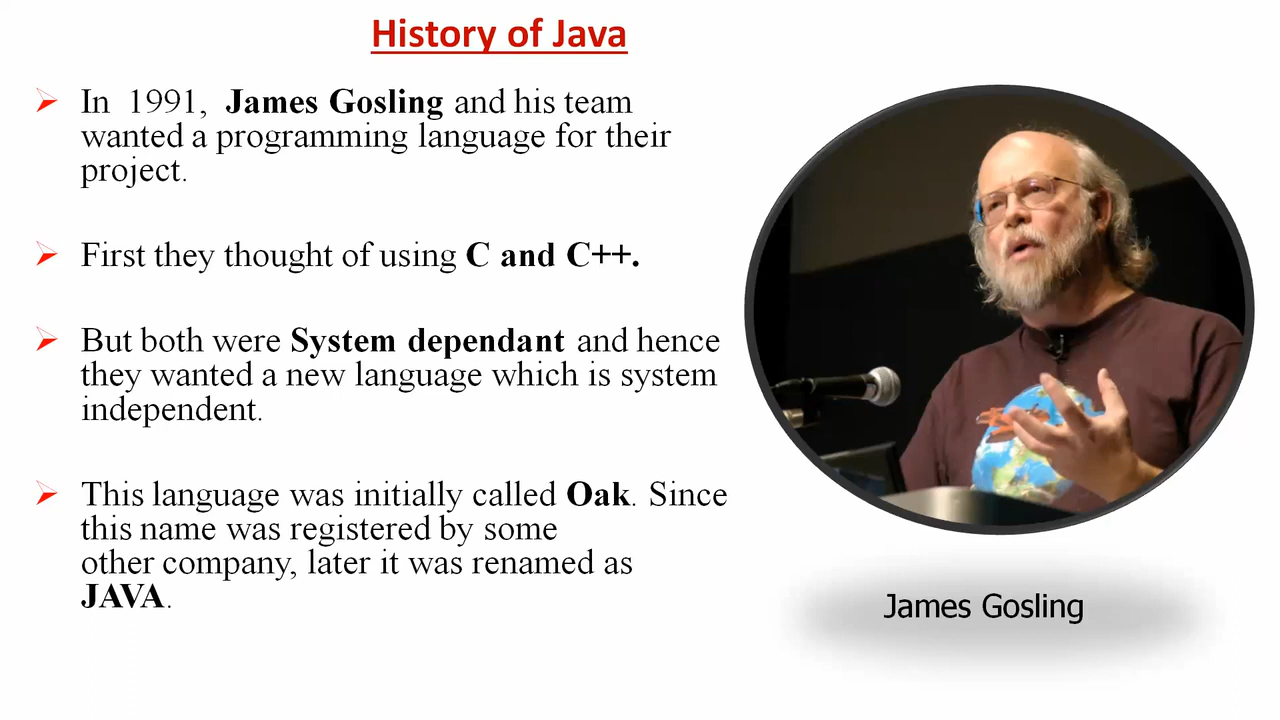 History of Java
In 1991, James Gosling and his team
wanted a programming language for their
project.
First they thought of using C and C++.
But both were System dependant and hence
they wanted a new language which is system
independent.
This language was initially called Oak. Since
this name was registered by some
other company, later it was renamed as
JAVA.
James Gosling